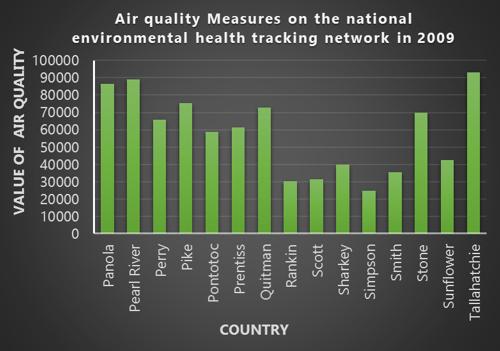 Air quality Measures on the national
environmental health tracking network in 2009
VALUE OF AIR QUALITY
100000
90000
80000
70000
60000
50000
40000
30000
20000
10000
0
Panola
Pearl River
Perry
Pike
Pontotoc
Prentiss
Quitman
Rankin
Scott
Sharkey
Simpson
Smith
Stone
Sunflower
Tallahatchie
COUNTRY